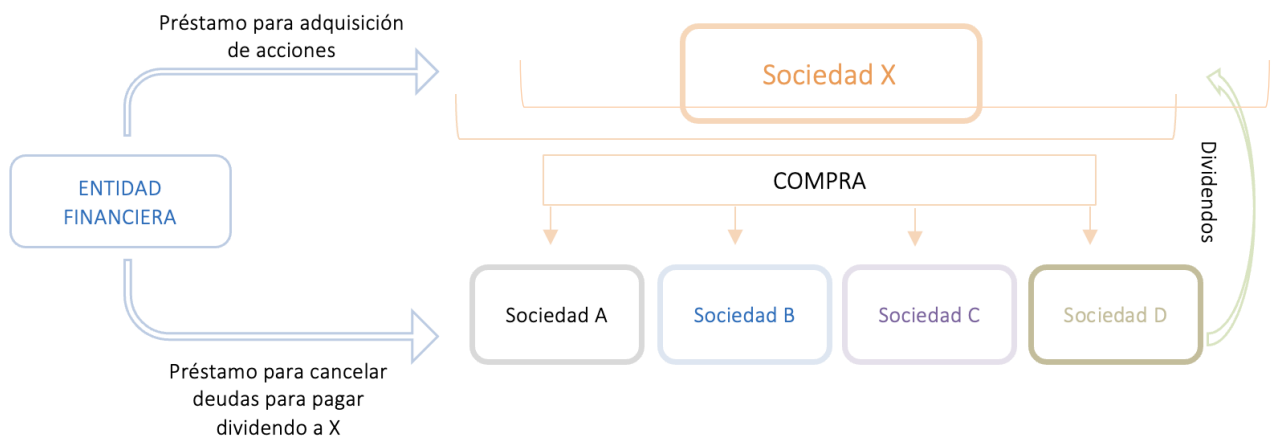 Préstamo para adquisición
de acciones
Sociedad X
ENTIDAD
FINANCIERA
COMPRA
Dividendos
Sociedad A
Sociedad B
Sociedad C
Sociedad D
Préstamo para cancelar
deudas para pagar
dividendo a X